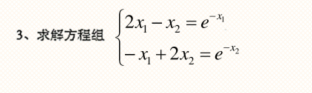 3、求解方程组 { 2x₁ − x₂ = e^{−x₁}
−x₁ + 2x₂ = e^{−x₂}